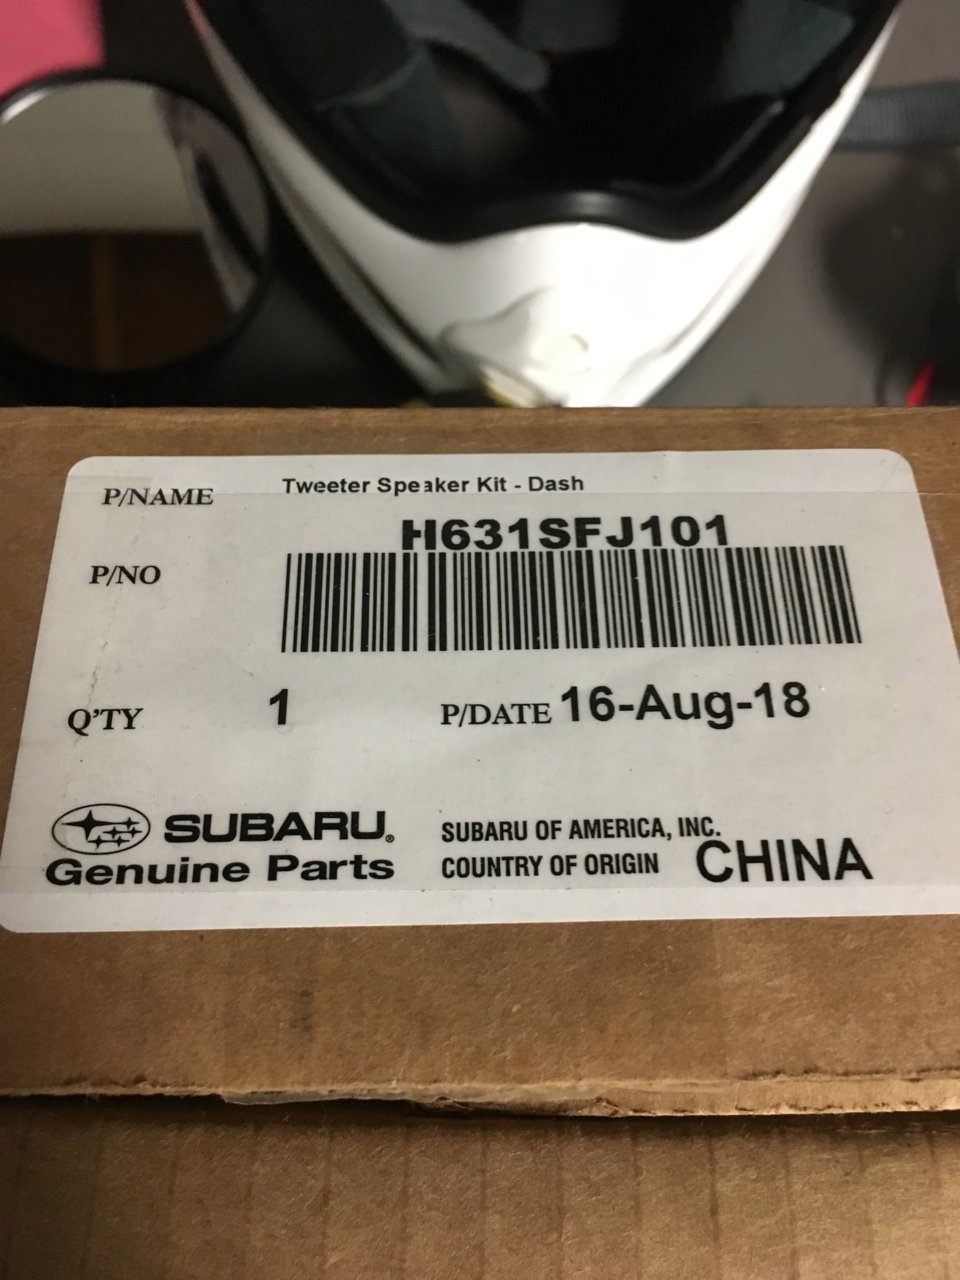 P/NAME Tweeter Speaker Kit - Dash
H631SFJ101
P/NO
Q'TY 1 P/DATE 16-Aug-18
SUBARU® SUBARU OF AMERICA, INC.
Genuine Parts COUNTRY OF ORIGIN CHINA